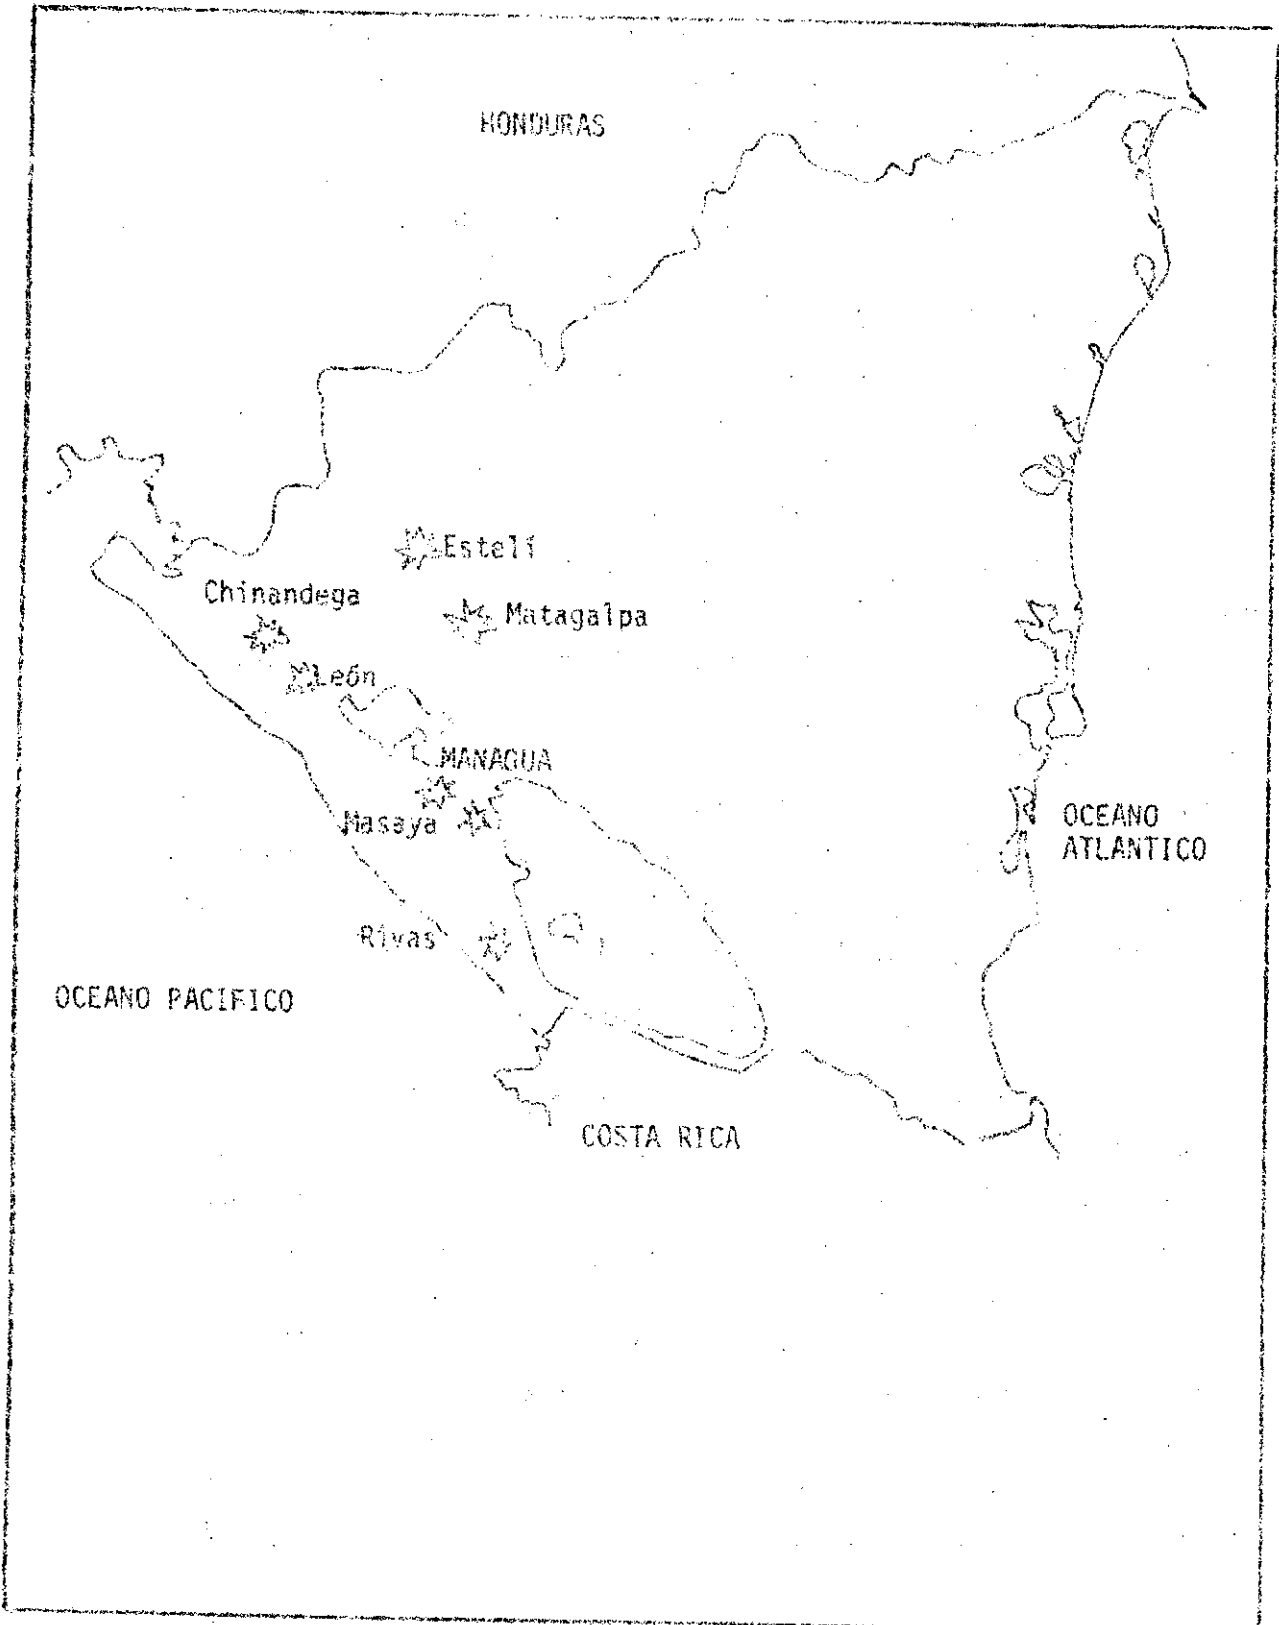 HONDURAS
Estelí
Chinandega
Matagalpa
León
MANAGUA
Masaya
OCEANO
ATLANTICO
Rivas
OCEANO PACIFICO
COSTA RICA